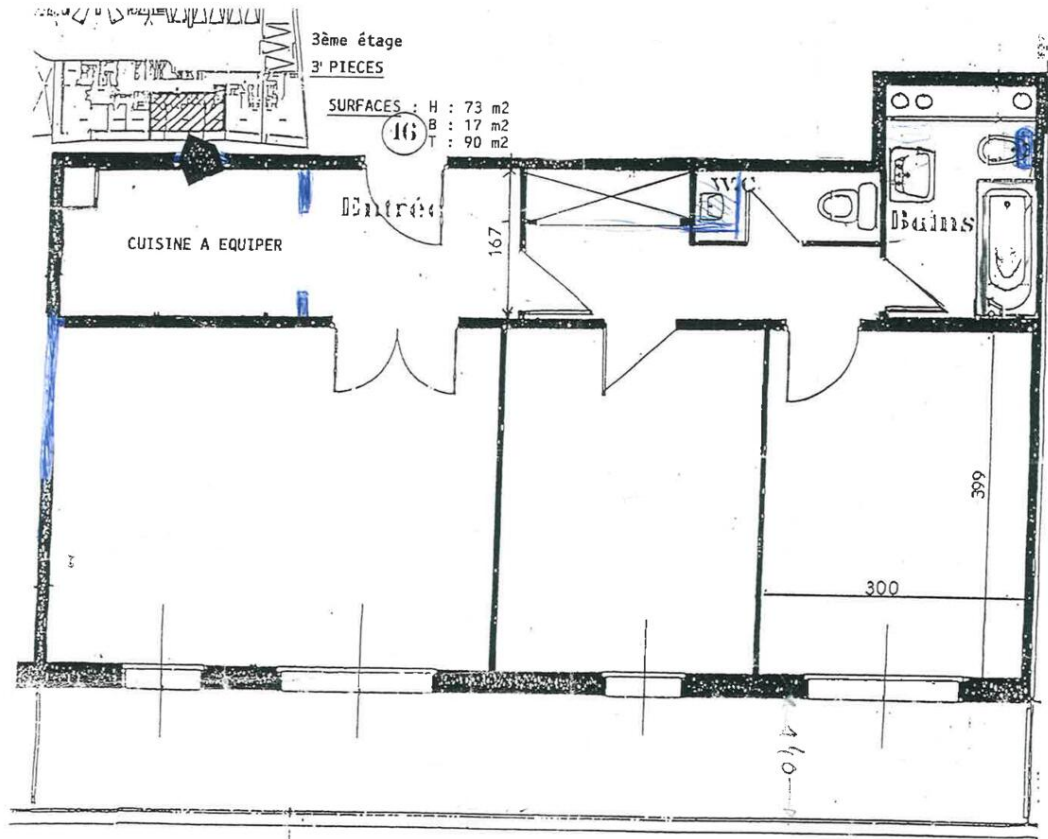 3ème étage
3' PIECES
SURFACES : H : 73 m2
16
B : 17 m2
T : 90 m2
CUISINE A EQUIPER
Entrée
167
WC
Bains
399
300
140